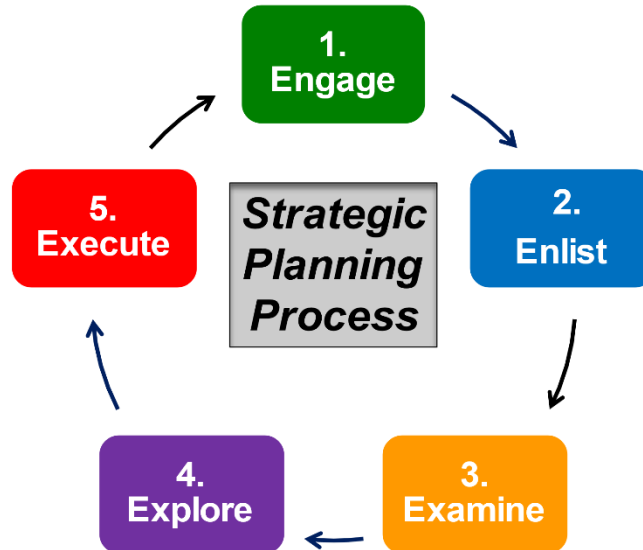 1.
Engage
2.
Enlist
3.
Examine
4.
Explore
5.
Execute
Strategic
Planning
Process